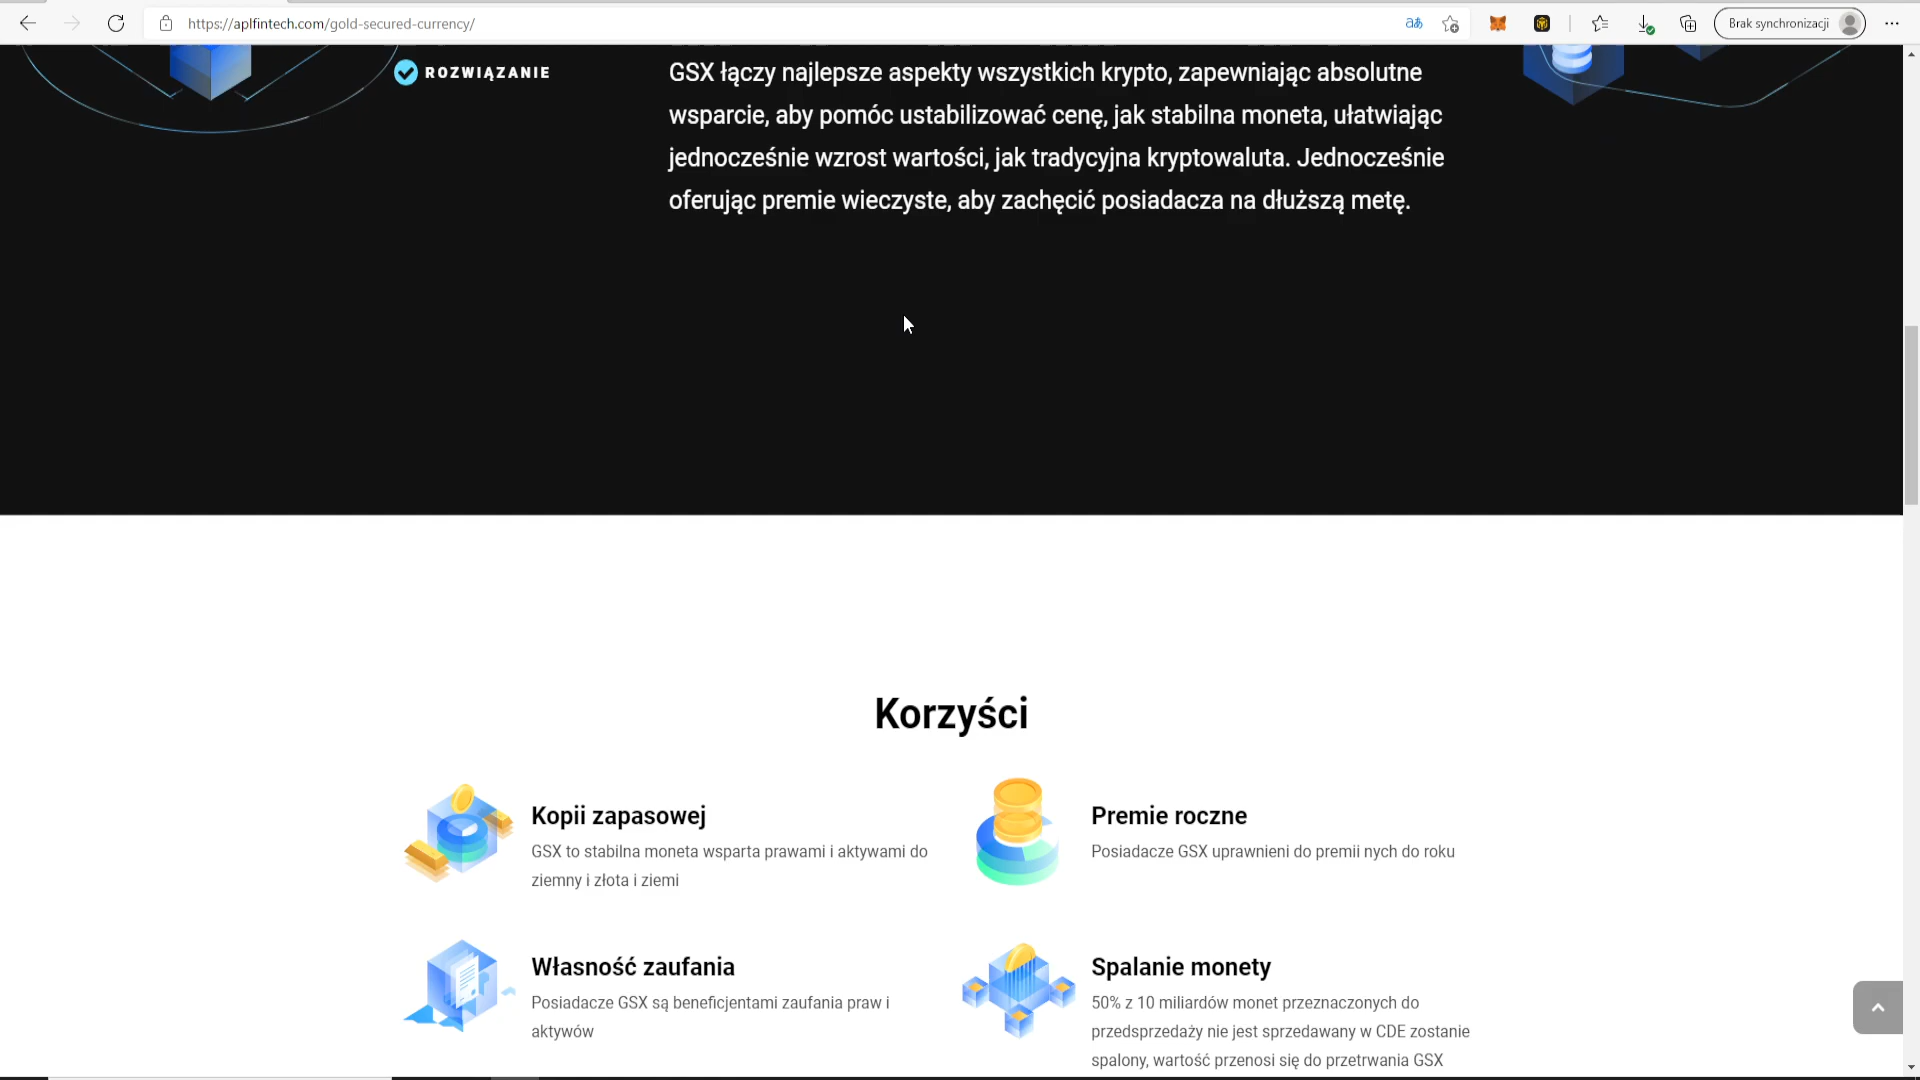 https://aplfintech.com/gold-secured-currency/
Brak synchronizacji
ROZWIĄZANIE
GSX łączy najlepsze aspekty wszystkich krypto, zapewniając absolutne
wsparcie, aby pomóc ustabilizować cenę, jak stabilna moneta, ułatwiając
jednocześnie wzrost wartości, jak tradycyjna kryptowaluta. Jednocześnie
oferując premie wieczyste, aby zachęcić posiadacza na dłuższą metę.
Korzyści
Kopii zapasowej
GSX to stabilna moneta wsparta prawami i aktywami do
ziemny i złota i ziemi
Premie roczne
Posiadacze GSX uprawnieni do premii nych do roku
Własność zaufania
Posiadacze GSX są beneficjentami zaufania praw i
aktywów
Spalanie monety
50% z 10 miliardów monet przeznaczonych do
przedsprzedaży nie jest sprzedawany w CDE zostanie
spalony, wartość przenosi się do przetrwania GSX